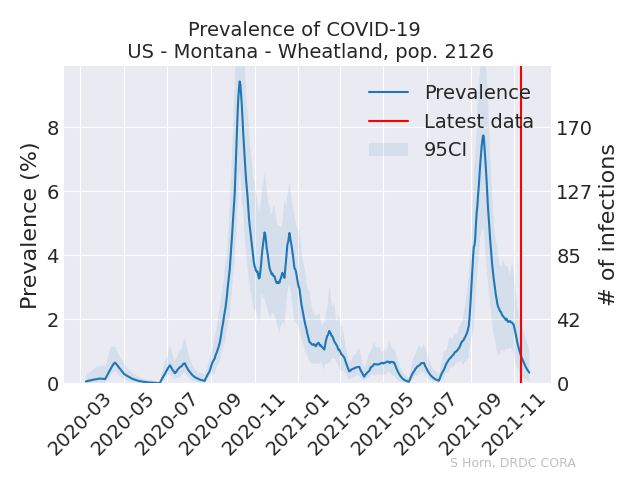 Prevalence of COVID-19
US - Montana - Wheatland, pop. 2126
Prevalence
Latest data
95CI
Prevalence (%)
8
6
4
2
0
# of infections
170
127
85
42
0
2020-03
2020-05
2020-07
2020-09
2020-11
2021-01
2021-03
2021-05
2021-07
2021-09
2021-11
S Horn, DRDC CORA